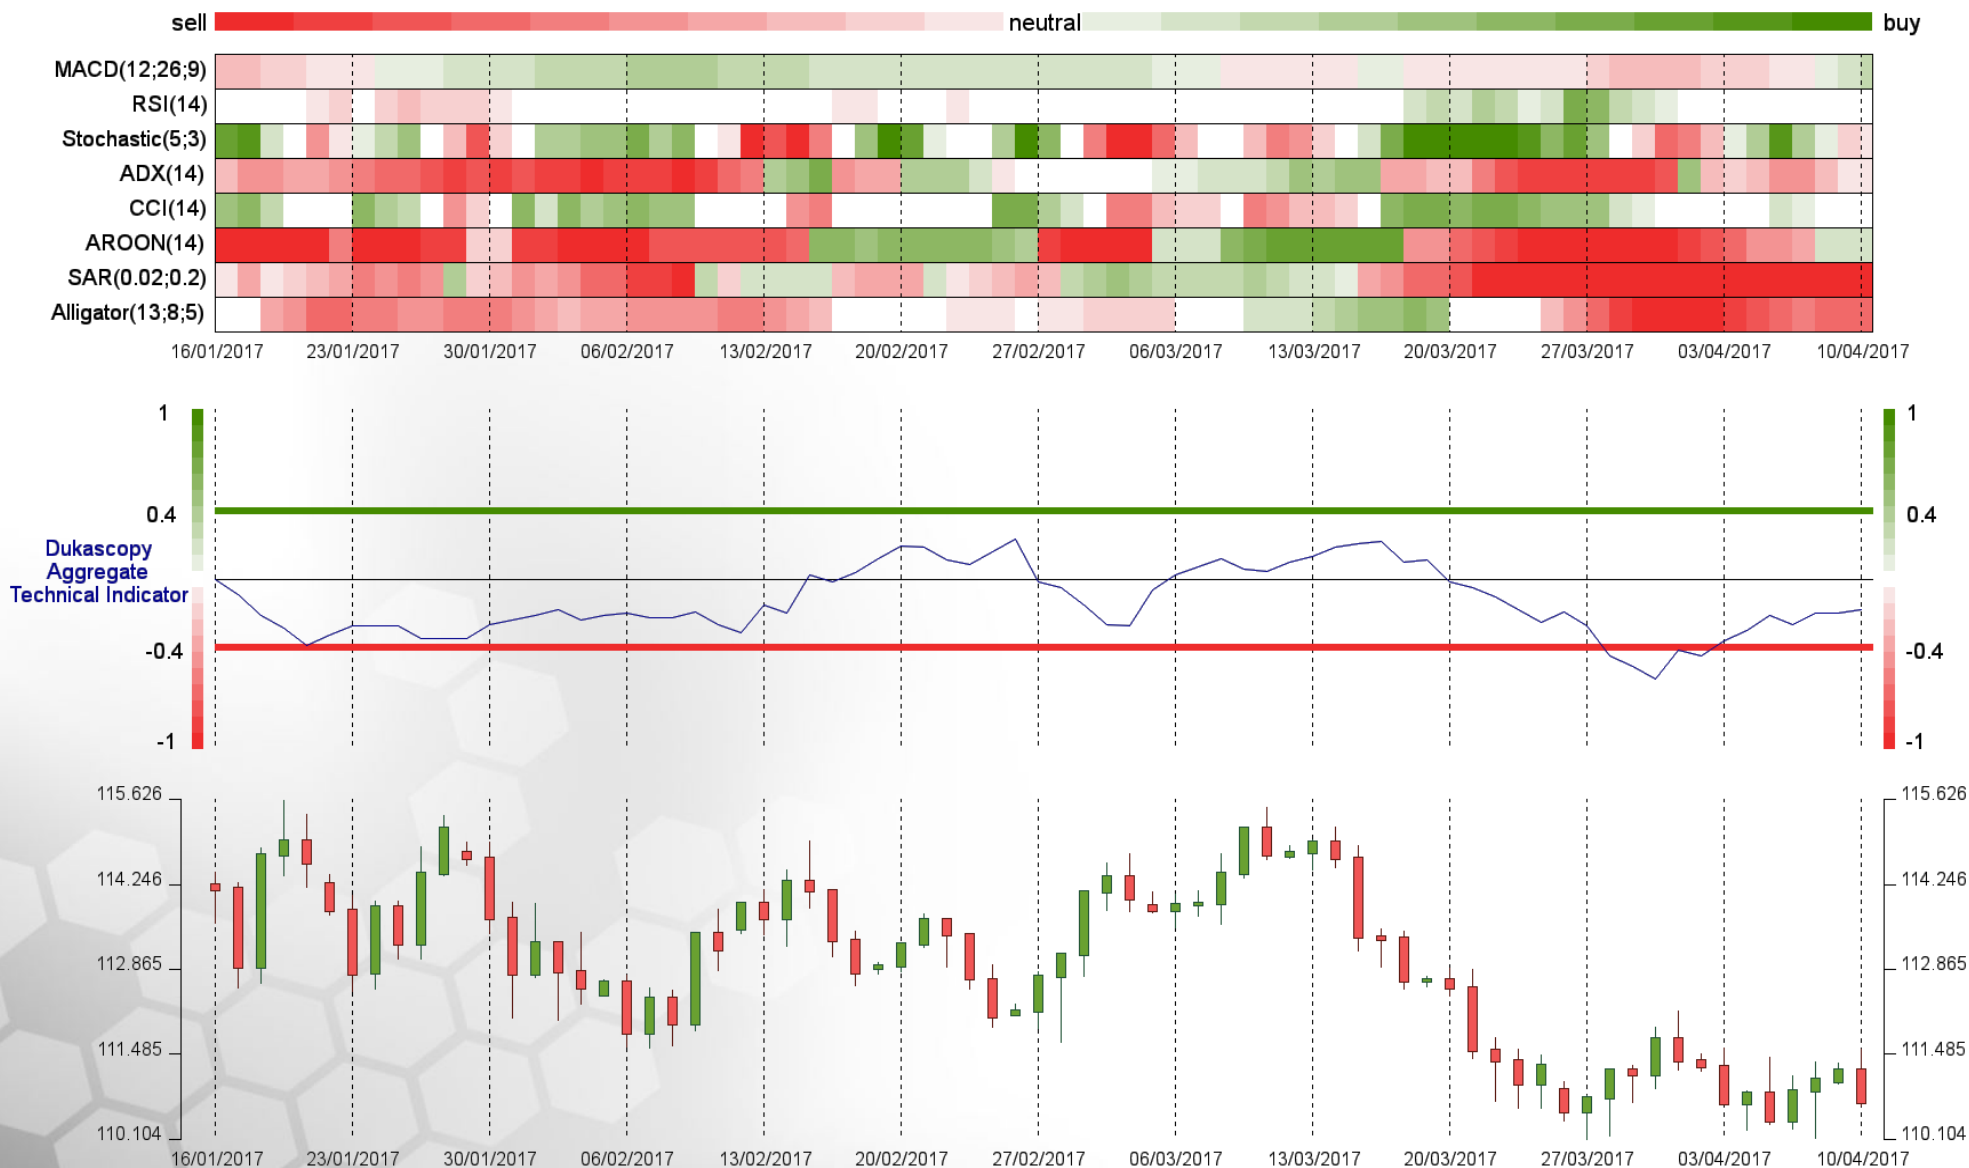 sell neutral buy
MACD(12;26;9)
RSI(14)
Stochastic(5;3)
ADX(14)
CCI(14)
AROON(14)
SAR(0.02;0.2)
Alligator(13;8;5)
16/01/2017 23/01/2017 30/01/2017 06/02/2017 13/02/2017 20/02/2017 27/02/2017 06/03/2017 13/03/2017 20/03/2017 27/03/2017 03/04/2017 10/04/2017
1 1
0.4 0.4
Dukascopy
Aggregate
Technical Indicator
-0.4 -0.4
-1 -1
115.626 115.626
114.246 114.246
112.865 112.865
111.485 111.485
110.104 110.104
16/01/2017 23/01/2017 30/01/2017 06/02/2017 13/02/2017 20/02/2017 27/02/2017 06/03/2017 13/03/2017 20/03/2017 27/03/2017 03/04/2017 10/04/2017